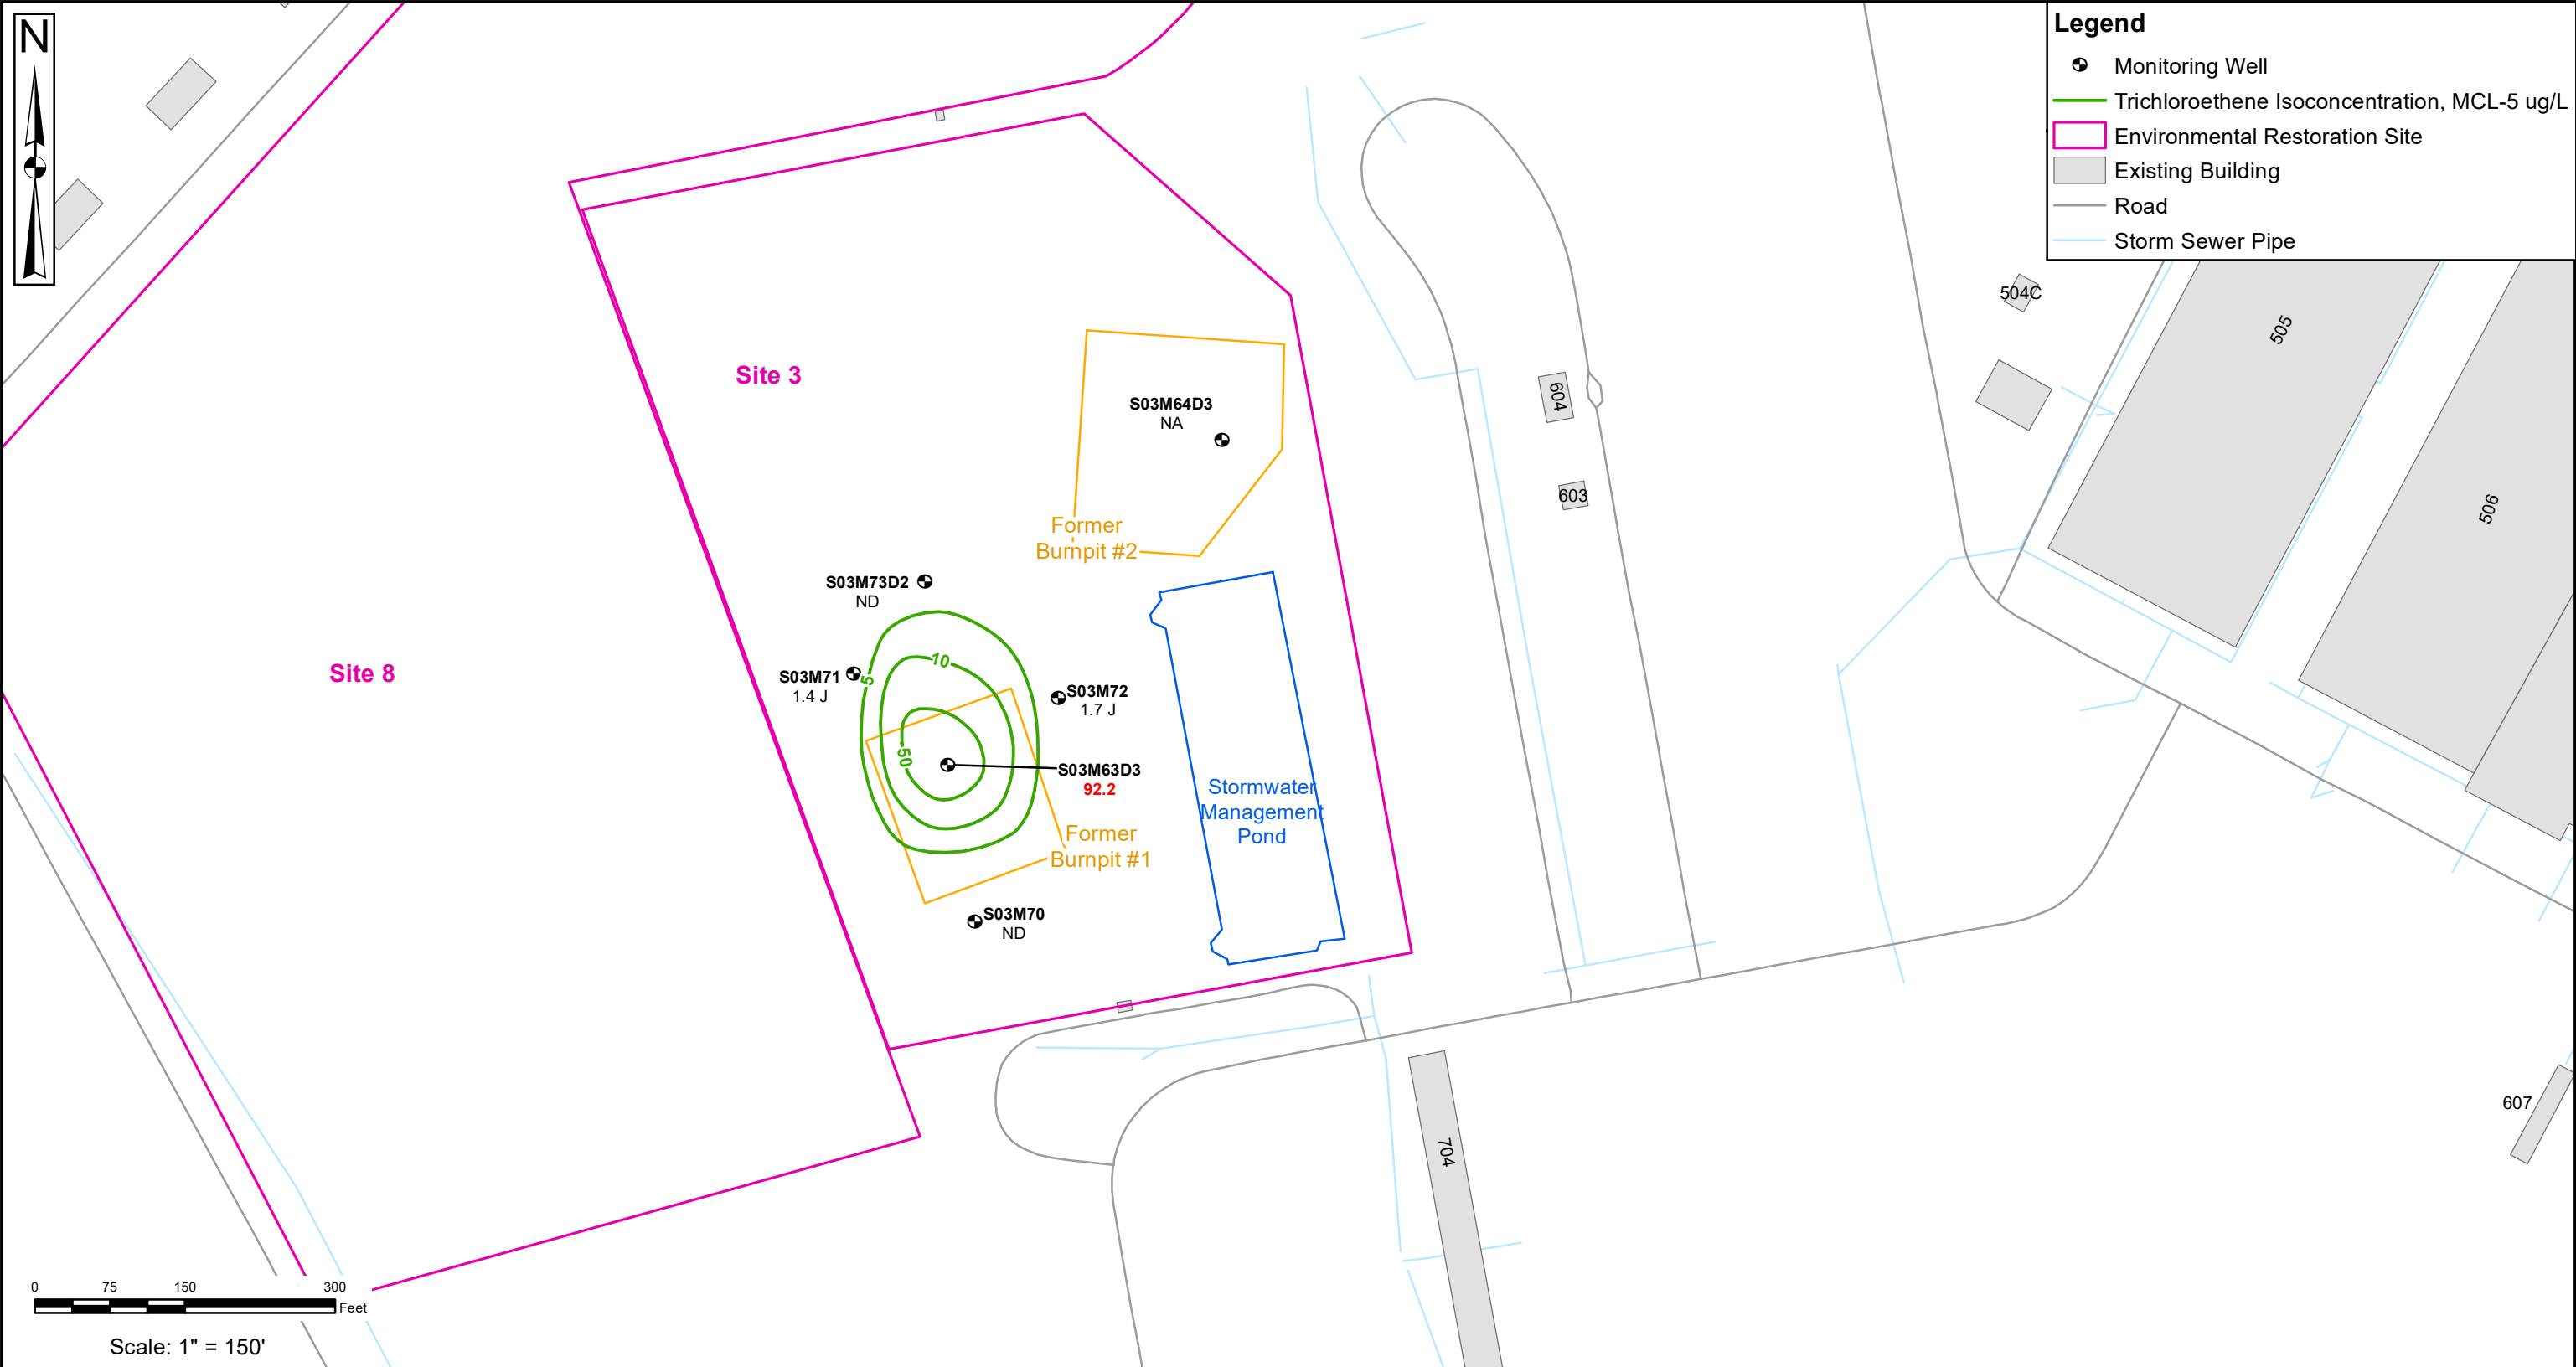 N
Legend
Monitoring Well
Trichloroethene Isoconcentration, MCL-5 ug/L
Environmental Restoration Site
Existing Building
Road
Storm Sewer Pipe
504C
505
506
Site 3
604
603
S03M64D3
NA
Former
Burnpit #2
S03M73D2
ND
Site 8
10
5
S03M71
1.4 J
S03M72
1.7 J
50
S03M63D3
92.2
Stormwater
Management
Pond
Former
Burnpit #1
S03M70
ND
704
607
0 75 150 300
Feet
Scale: 1" = 150'